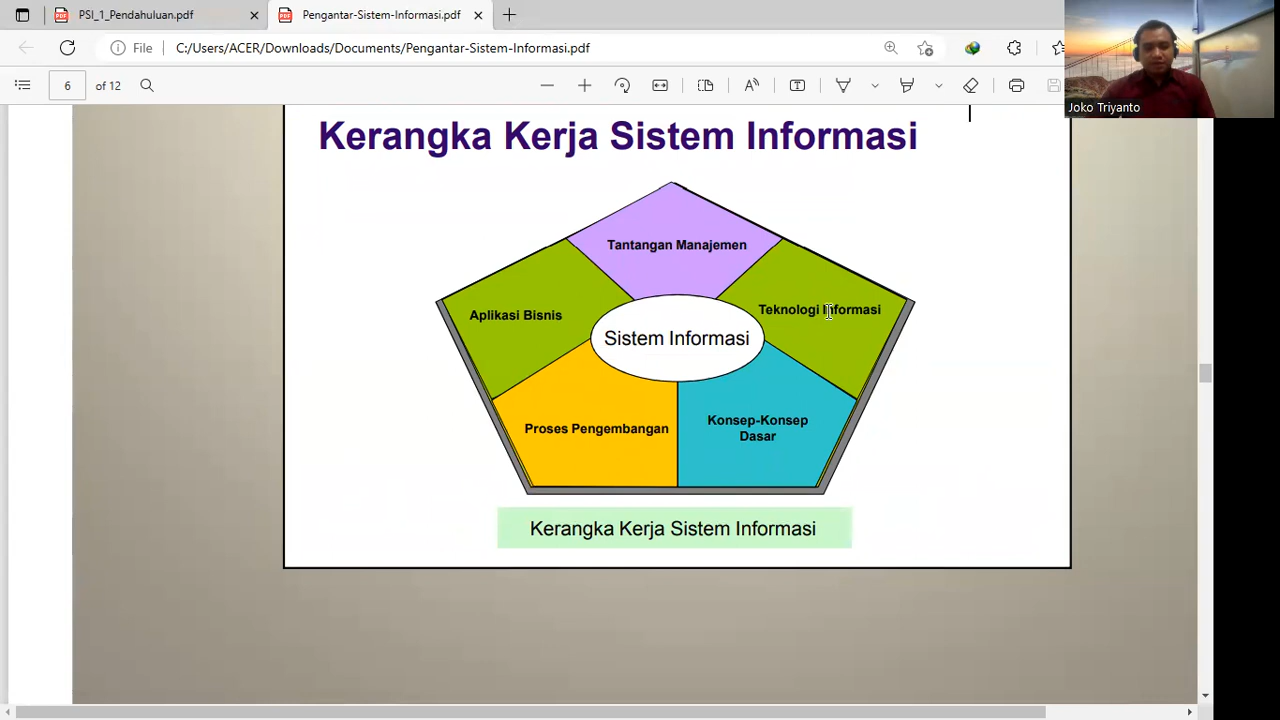 PSI_1_Pendahuluan.pdf
Pengantar-Sistem-Informasi.pdf
File
C:/Users/ACER/Downloads/Documents/Pengantar-Sistem-Informasi.pdf
6
of 12
Joko Triyanto
Kerangka Kerja Sistem Informasi
Tantangan Manajemen
Aplikasi Bisnis
Teknologi Informasi
Sistem Informasi
Proses Pengembangan
Konsep-Konsep
Dasar
Kerangka Kerja Sistem Informasi